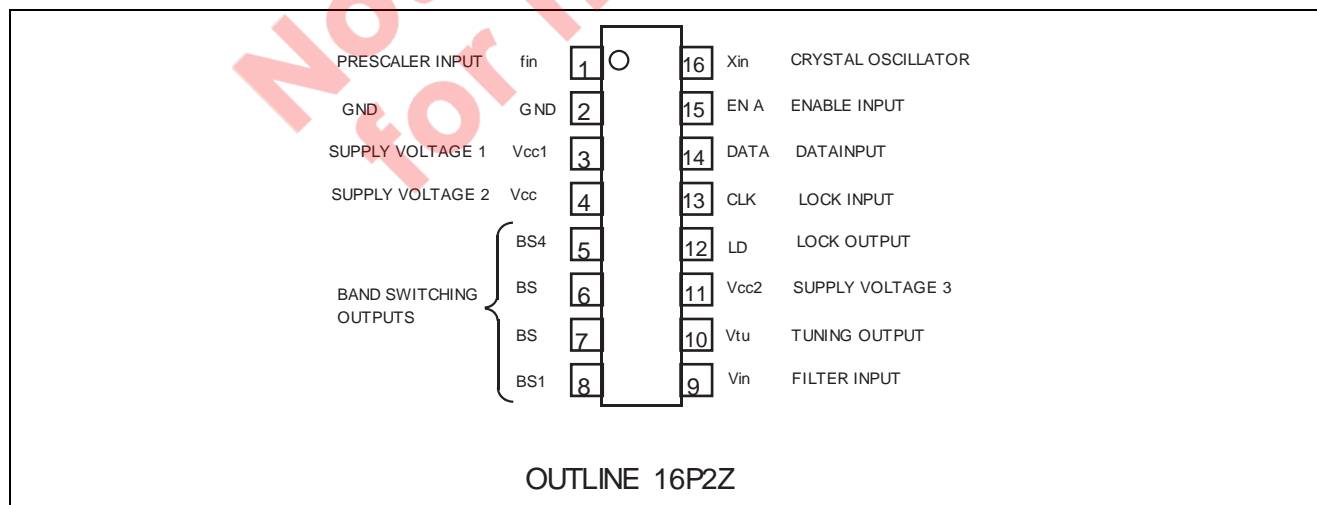 No
for
PRESCALER INPUT fin 1 16 Xin CRYSTAL OSCILLATOR
GND GND 2 15 EN A ENABLE INPUT
SUPPLY VOLTAGE 1 Vcc1 3 14 DATA DATAINPUT
SUPPLY VOLTAGE 2 Vcc 4 13 CLK LOCK INPUT
BS4 5 12 LD LOCK OUTPUT
BAND SWITCHING
OUTPUTS
BS 6 11 Vcc2 SUPPLY VOLTAGE 3
BS 7 10 Vtu TUNING OUTPUT
BS1 8 9 Vin FILTER INPUT
OUTLINE 16P2Z